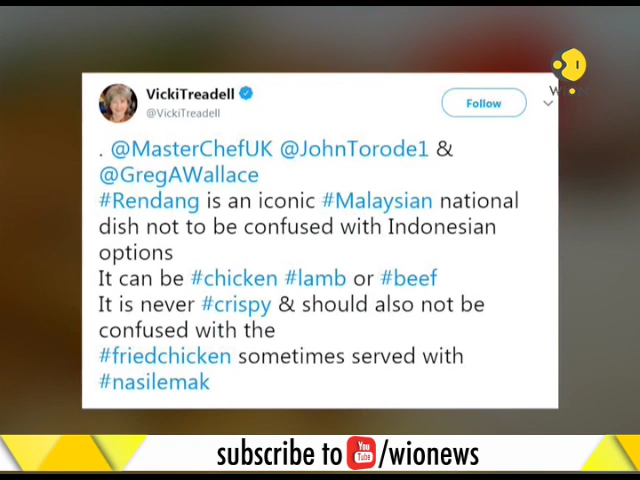 VickiTreadell
@VickiTreadell
Follow
. @MasterChefUK @JohnTorode1 &
@GregAWallace
#Rendang is an iconic #Malaysian national
dish not to be confused with Indonesian
options
It can be #chicken #lamb or #beef
It is never #crispy & should also not be
confused with the
#friedchicken sometimes served with
#nasilemak
subscribe to You Tube /wionews